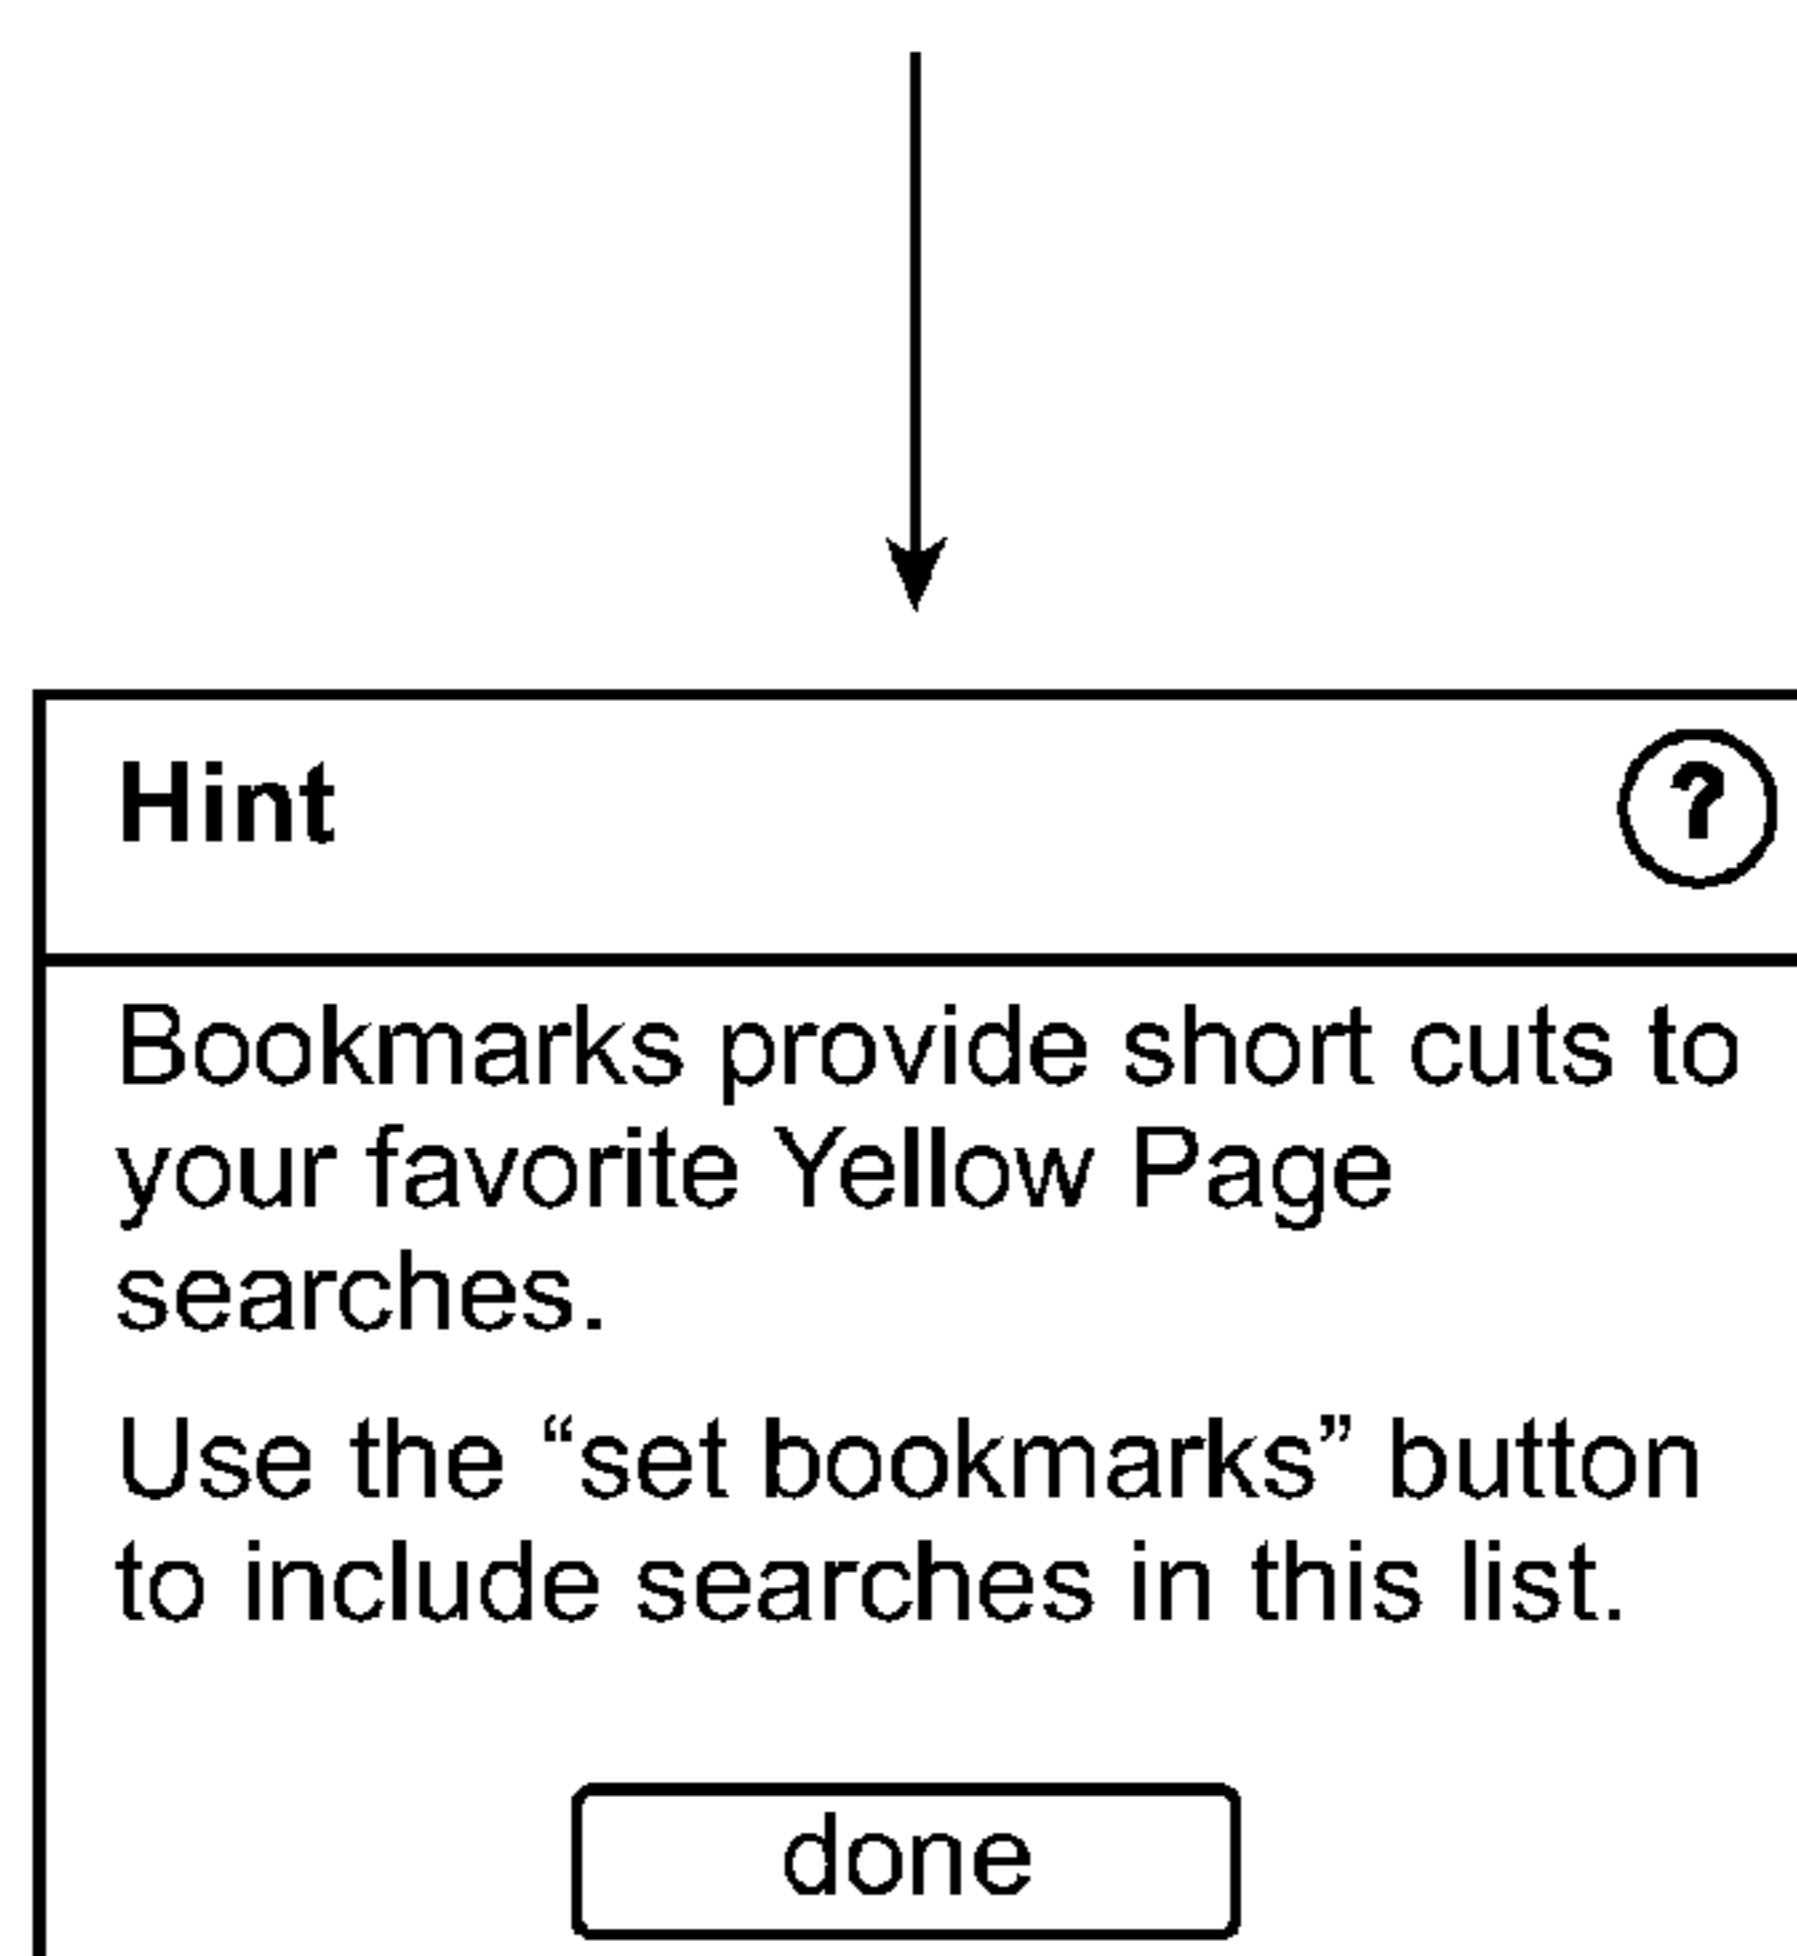 Hint ?
Bookmarks provide short cuts to
your favorite Yellow Page
searches.
Use the “set bookmarks” button
to include searches in this list.
done